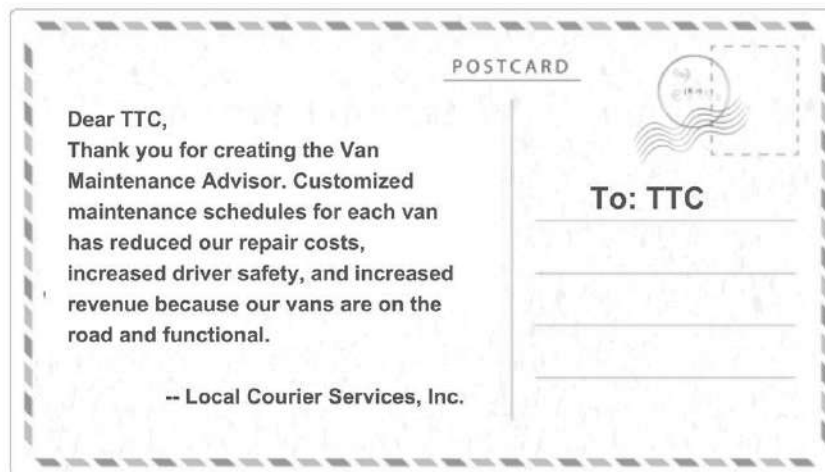 POSTCARD
Dear TTC,
Thank you for creating the Van
Maintenance Advisor. Customized
maintenance schedules for each van
has reduced our repair costs,
increased driver safety, and increased
revenue because our vans are on the
road and functional.
-- Local Courier Services, Inc.
To: TTC